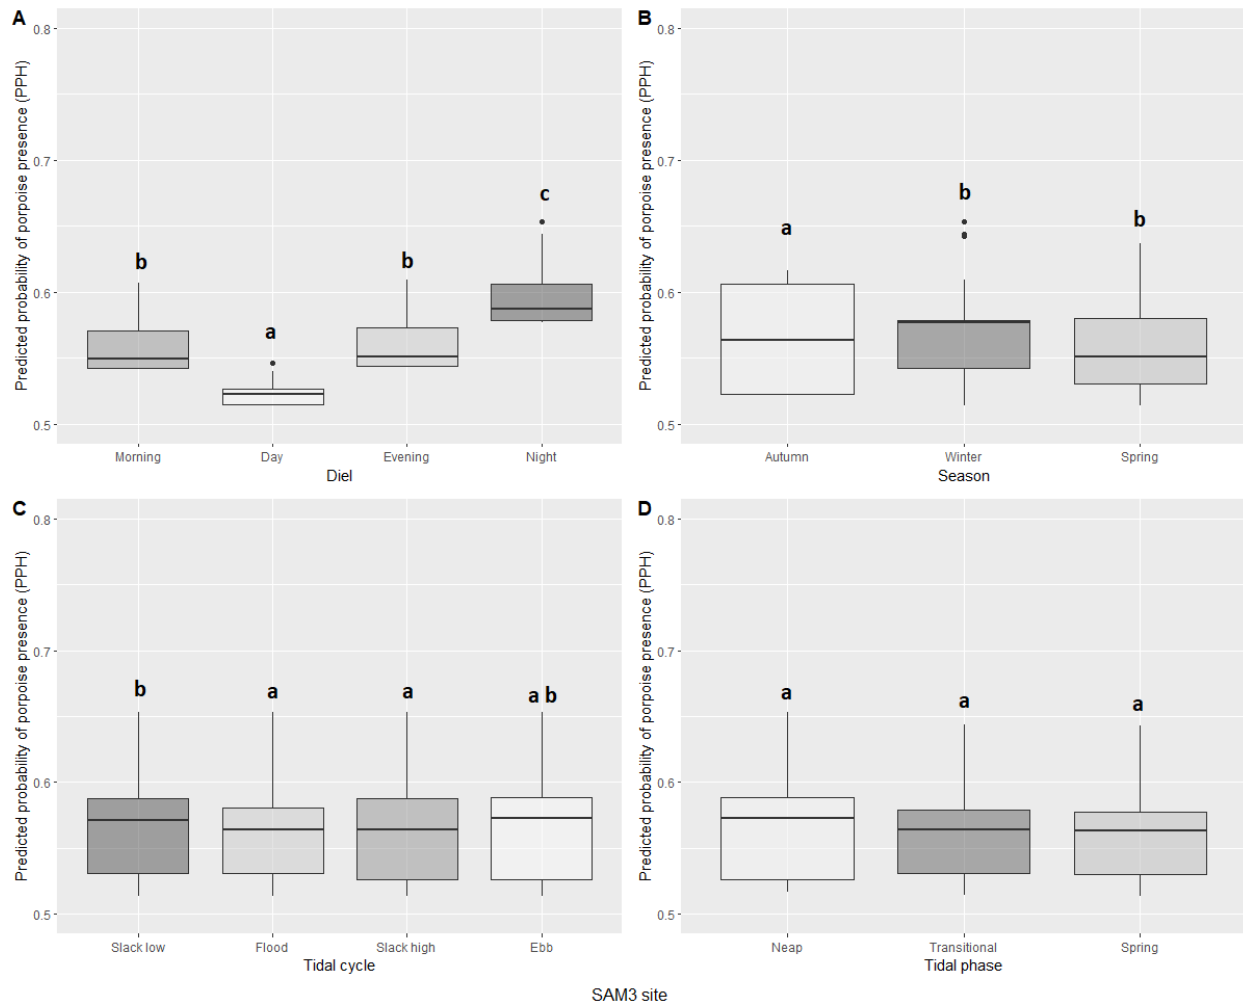 A
Predicted probability of porpoise presence (PPH)
0.8
0.7
0.6
0.5
b
a
b
c
Morning
Day
Evening
Night
Diel
B
Predicted probability of porpoise presence (PPH)
0.8
0.7
0.6
0.5
a
b
b
Autumn
Winter
Spring
Season
C
Predicted probability of porpoise presence (PPH)
0.8
0.7
0.6
0.5
b
a
a
a b
Slack low
Flood
Slack high
Ebb
Tidal cycle
D
Predicted probability of porpoise presence (PPH)
0.8
0.7
0.6
0.5
a
a
a
Neap
Transitional
Spring
Tidal phase
SAM3 site